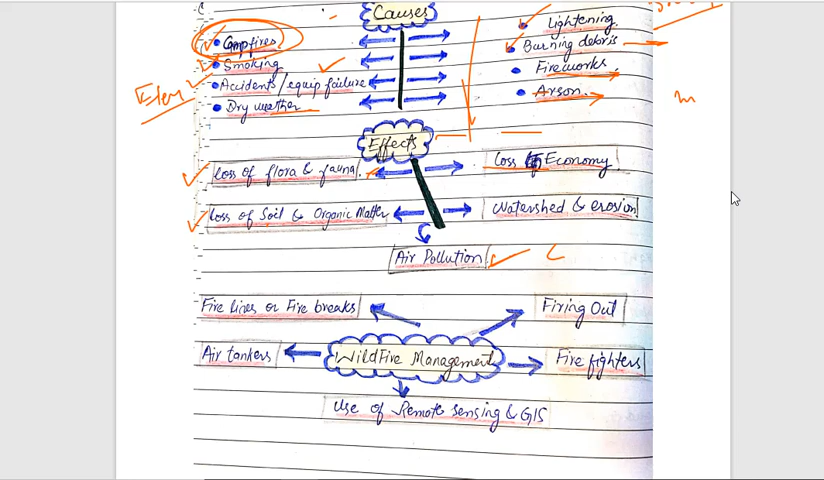 Causes
Campfires
Smoking
Accidents/equip failure
Dry weather
Lightening
Burning debris
Fireworks
Arson
Effects
Loss of flora & fauna
Loss of Economy
Loss of Soil & Organic Matter
Watershed & erosion
Air Pollution
Fire lines or Fire breaks
Firing Out
WildFire Management
Air tankers
Fire fighters
Use of Remote sensing & GIS